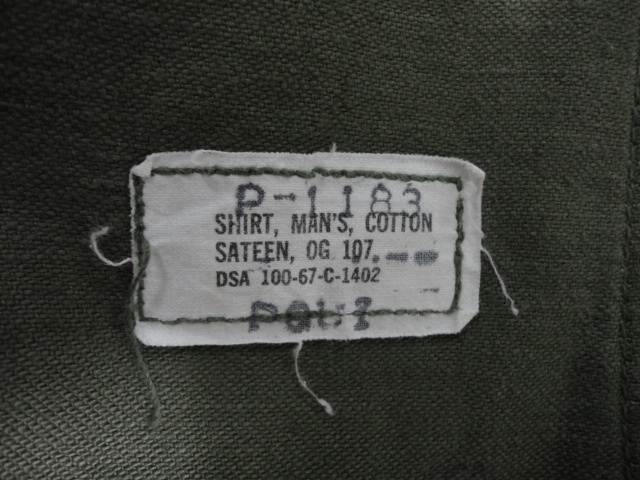 P-1183
SHIRT, MAN'S, COTTON
SATEEN, OG 107
DSA 100-67-C-1402